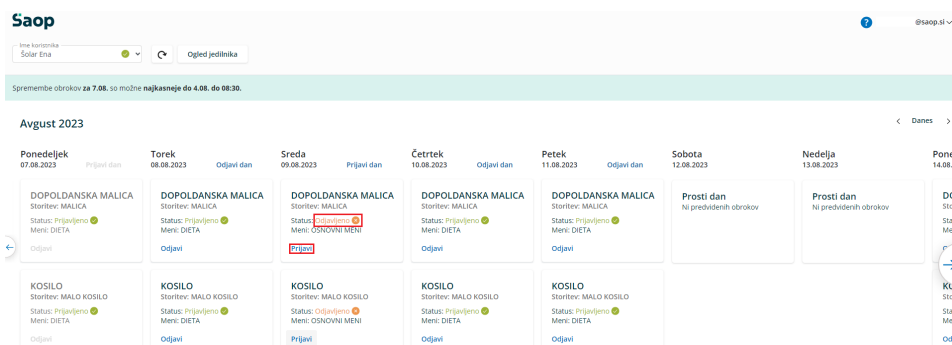 Saop
?
@saop.si
Ime koristnika
Šolar Ena
Ogled jedilnika
Spremembe obrokov za 7.08. so možne najkasneje do 4.08. do 08:30.
Avgust 2023
Danes
Ponedeljek
07.08.2023 Prijavi dan
Torek
08.08.2023 Odjavi dan
Sreda
09.08.2023 Prijavi dan
Četrtek
10.08.2023 Odjavi dan
Petek
11.08.2023 Odjavi dan
Sobota
12.08.2023
Nedelja
13.08.2023
Pone
14.08.
DOPOLDANSKA MALICA
Storitev: MALICA
Status: Prijavljeno
Meni: DIETA
Odjavi
DOPOLDANSKA MALICA
Storitev: MALICA
Status: Prijavljeno
Meni: DIETA
Odjavi
DOPOLDANSKA MALICA
Storitev: MALICA
Status: Odjavljeno
Meni: OSNOVNI MENI
Prijavi
DOPOLDANSKA MALICA
Storitev: MALICA
Status: Prijavljeno
Meni: DIETA
Odjavi
DOPOLDANSKA MALICA
Storitev: MALICA
Status: Prijavljeno
Meni: DIETA
Odjavi
Prosti dan
Ni predvidenih obrokov
Prosti dan
Ni predvidenih obrokov
KOSILO
Storitev: MALO KOSILO
Status: Prijavljeno
Meni: DIETA
Odjavi
KOSILO
Storitev: MALO KOSILO
Status: Prijavljeno
Meni: DIETA
Odjavi
KOSILO
Storitev: MALO KOSILO
Status: Odjavljeno
Meni: OSNOVNI MENI
Prijavi
KOSILO
Storitev: MALO KOSILO
Status: Prijavljeno
Meni: DIETA
Odjavi
KOSILO
Storitev: MALO KOSILO
Status: Prijavljeno
Meni: DIETA
Odjavi